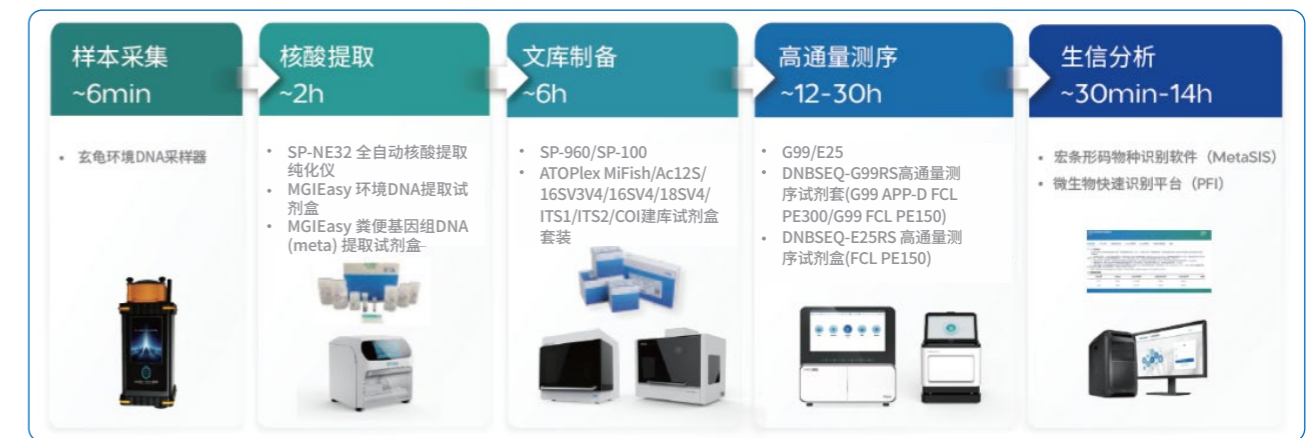 样本采集
~6min
玄龟环境DNA采样器
核酸提取
~2h
SP-NE32 全自动核酸提取
纯化仪
MGIEasy 环境DNA提取试
剂盒
MGIEasy 粪便基因组DNA
(meta) 提取试剂盒
文库制备
~6h
SP-960/SP-100
ATOPlex MiFish/Ac12S/
16SV3V4/16SV4/18SV4/
ITS1/ITS2/COI建库试剂盒
套装
高通量测序
~12-30h
G99/E25
DNBSEQ-G99RS高通量测
序试剂套(G99 APP-D FCL
PE300/G99 FCL PE150)
DNBSEQ-E25RS 高通量测
序试剂盒(FCL PE150)
生信分析
~30min-14h
宏条形码物种识别软件（MetaSIS）
微生物快速识别平台（PFI）